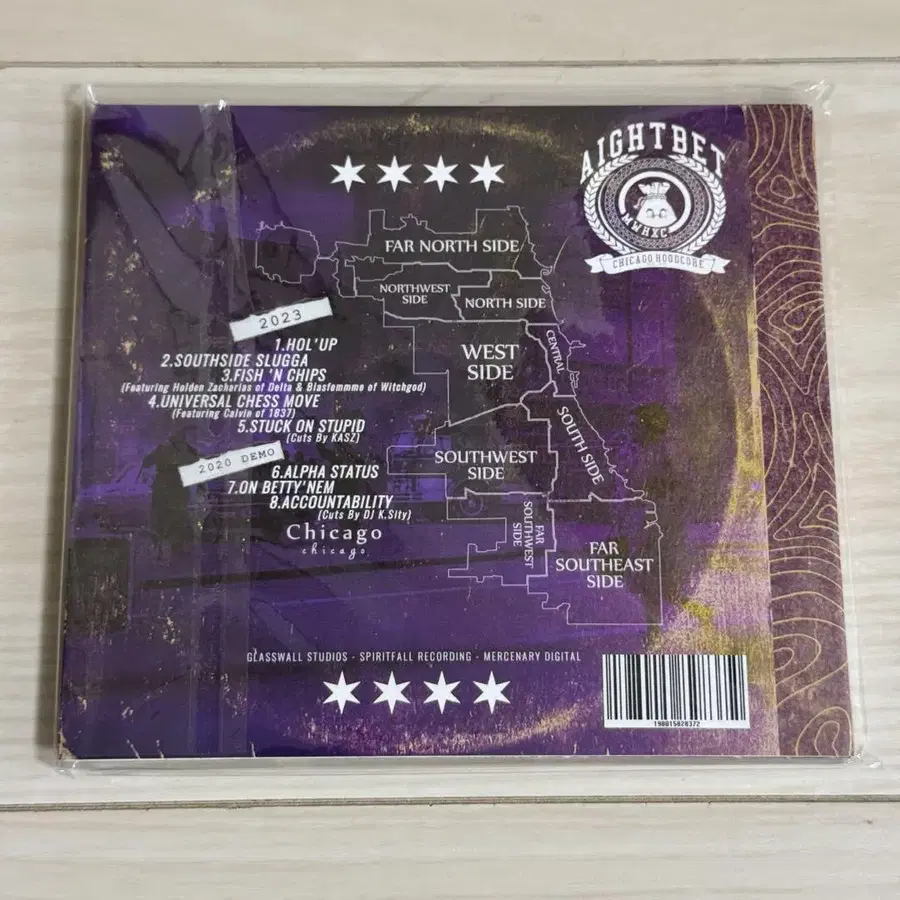 AIGHTBET
MWHXC
CHICAGO HOODCORE
FAR NORTH SIDE
NORTHWEST
SIDE
NORTH SIDE
WEST
SIDE
CENTRAL
SOUTH SIDE
SOUTHWEST
SIDE
FAR
SOUTHWEST
SIDE
FAR
SOUTHEAST
SIDE
2023
1.HOL'UP
2.SOUTHSIDE SLUGGA
3.FISH 'N CHIPS
(Featuring Holden Zacharias of Delta & Blasfemmme of Witchgod)
4.UNIVERSAL CHESS MOVE
(Featuring Calvin of 1837)
5.STUCK ON STUPID
(Cuts By KASZ)
2020 DEMO
6.ALPHA STATUS
7.ON BETTY'NEM
8.ACCOUNTABILITY
(Cuts By DJ K.Sity)
Chicago
chicago
GLASSWALL STUDIOS - SPIRITFALL RECORDING - MERCENARY DIGITAL
198015828372